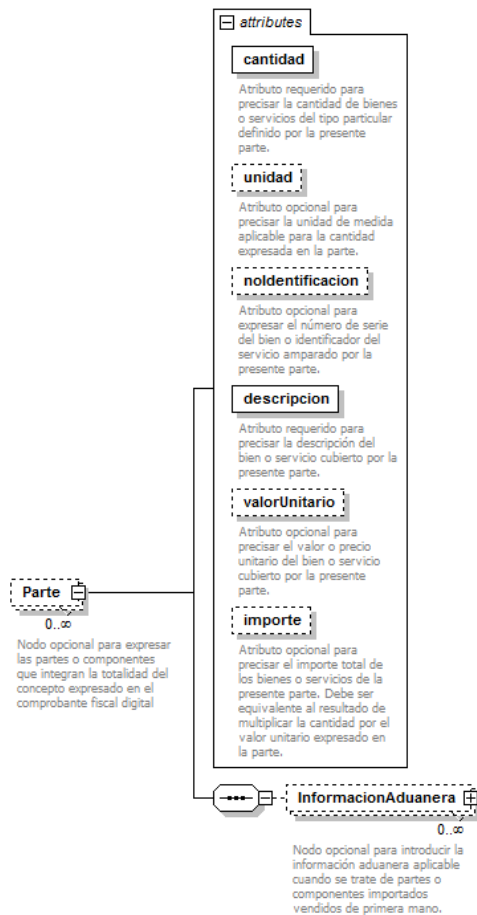 attributes
cantidad
Atributo requerido para
precisar la cantidad de bienes
o servicios del tipo particular
definido por la presente
parte.
unidad
Atributo opcional para
precisar la unidad de medida
aplicable para la cantidad
expresada en la parte.
noIdentificacion
Atributo opcional para
expresar el número de serie
del bien o identificador del
servicio amparado por la
presente parte.
descripcion
Atributo requerido para
precisar la descripción del
bien o servicio cubierto por la
presente parte.
valorUnitario
Atributo opcional para
precisar el valor o precio
unitario del bien o servicio
cubierto por la presente
parte.
importe
Atributo opcional para
precisar el importe total de
los bienes o servicios de la
presente parte. Debe ser
equivalente al resultado de
multiplicar la cantidad por el
valor unitario expresado en
la parte.
Parte
0..∞
Nodo opcional para expresar
las partes o componentes
que integran la totalidad del
concepto expresado en el
comprobante fiscal digital
InformacionAduanera
0..∞
Nodo opcional para introducir la
información aduanera aplicable
cuando se trate de partes o
componentes importados
vendidos de primera mano.